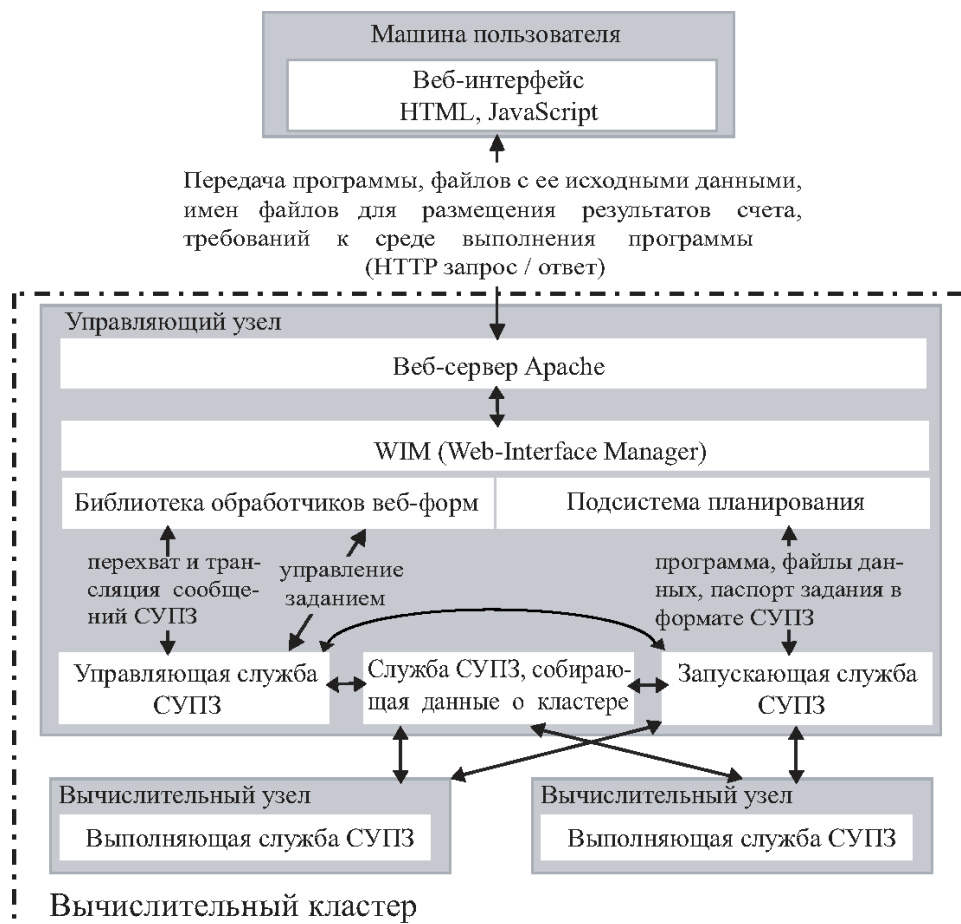 Машина пользователя
Веб-интерфейс
HTML, JavaScript
Передача программы, файлов с ее исходными данными,
имен файлов для размещения результатов счета,
требований к среде выполнения программы
(HTTP запрос / ответ)
Управляющий узел
Веб-сервер Apache
WIM (Web-Interface Manager)
Библиотека обработчиков веб-форм
Подсистема планирования
перехват и тран-
сляция сообще-
ний СУПЗ
управление
заданием
программа, файлы дан-
ных, паспорт задания в
формате СУПЗ
Управляющая служба
СУПЗ
Служба СУПЗ, собираю-
щая данные о кластере
Запускающая служба
СУПЗ
Вычислительный узел
Выполняющая служба СУПЗ
Вычислительный узел
Выполняющая служба СУПЗ
Вычислительный кластер